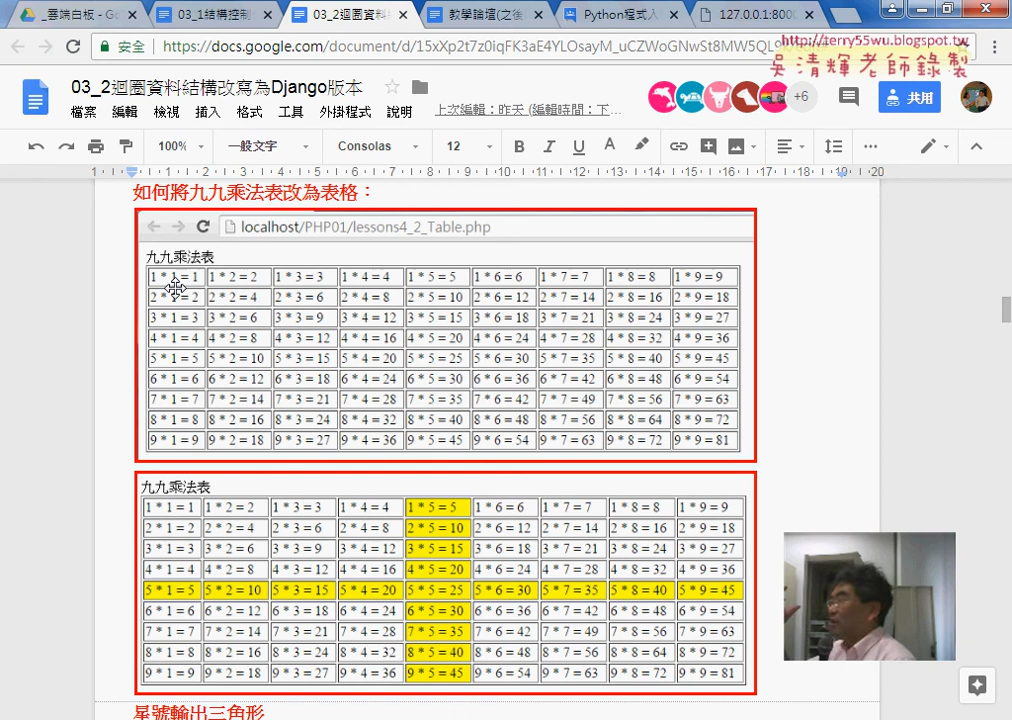 _雲端白板 - Go
03_1結構控制
03_2迴圈資料
教學論壇(之後
Python程式入
127.0.0.1:800
安全
https://docs.google.com/document/d/15xXp2t7z0iqFK3aE4YLOsayM_uCZWoGNwSt8MW5QL
http://terry55wu.blogspot.tw
吳清輝老師錄製
03_2迴圈資料結構改寫為Django版本
+6
共用
檔案 編輯 檢視 插入 格式 工具 外掛程式 說明 上次編輯：昨天 (編輯時間：下...
100% 一般文字 Consolas 12 B I U A
1 1 2 3 4 5 6 7 8 9 10 11 12 13 14 15 16 17 18 19 20
如何將九九乘法表改為表格：
localhost/PHP01/lessons4_2_Table.php
九九乘法表
1 * 1 = 1 1 * 2 = 2 1 * 3 = 3 1 * 4 = 4 1 * 5 = 5 1 * 6 = 6 1 * 7 = 7 1 * 8 = 8 1 * 9 = 9
2 * 1 = 2 2 * 2 = 4 2 * 3 = 6 2 * 4 = 8 2 * 5 = 10 2 * 6 = 12 2 * 7 = 14 2 * 8 = 16 2 * 9 = 18
3 * 1 = 3 3 * 2 = 6 3 * 3 = 9 3 * 4 = 12 3 * 5 = 15 3 * 6 = 18 3 * 7 = 21 3 * 8 = 24 3 * 9 = 27
4 * 1 = 4 4 * 2 = 8 4 * 3 = 12 4 * 4 = 16 4 * 5 = 20 4 * 6 = 24 4 * 7 = 28 4 * 8 = 32 4 * 9 = 36
5 * 1 = 5 5 * 2 = 10 5 * 3 = 15 5 * 4 = 20 5 * 5 = 25 5 * 6 = 30 5 * 7 = 35 5 * 8 = 40 5 * 9 = 45
6 * 1 = 6 6 * 2 = 12 6 * 3 = 18 6 * 4 = 24 6 * 5 = 30 6 * 6 = 36 6 * 7 = 42 6 * 8 = 48 6 * 9 = 54
7 * 1 = 7 7 * 2 = 14 7 * 3 = 21 7 * 4 = 28 7 * 5 = 35 7 * 6 = 42 7 * 7 = 49 7 * 8 = 56 7 * 9 = 63
8 * 1 = 8 8 * 2 = 16 8 * 3 = 24 8 * 4 = 32 8 * 5 = 40 8 * 6 = 48 8 * 7 = 56 8 * 8 = 64 8 * 9 = 72
9 * 1 = 9 9 * 2 = 18 9 * 3 = 27 9 * 4 = 36 9 * 5 = 45 9 * 6 = 54 9 * 7 = 63 9 * 8 = 72 9 * 9 = 81
九九乘法表
1 * 1 = 1 1 * 2 = 2 1 * 3 = 3 1 * 4 = 4 1 * 5 = 5 1 * 6 = 6 1 * 7 = 7 1 * 8 = 8 1 * 9 = 9
2 * 1 = 2 2 * 2 = 4 2 * 3 = 6 2 * 4 = 8 2 * 5 = 10 2 * 6 = 12 2 * 7 = 14 2 * 8 = 16 2 * 9 = 18
3 * 1 = 3 3 * 2 = 6 3 * 3 = 9 3 * 4 = 12 3 * 5 = 15 3 * 6 = 18 3 * 7 = 21 3 * 8 = 24 3 * 9 = 27
4 * 1 = 4 4 * 2 = 8 4 * 3 = 12 4 * 4 = 16 4 * 5 = 20 4 * 6 = 24 4 * 7 = 28 4 * 8 = 32 4 * 9 = 36
5 * 1 = 5 5 * 2 = 10 5 * 3 = 15 5 * 4 = 20 5 * 5 = 25 5 * 6 = 30 5 * 7 = 35 5 * 8 = 40 5 * 9 = 45
6 * 1 = 6 6 * 2 = 12 6 * 3 = 18 6 * 4 = 24 6 * 5 = 30 6 * 6 = 36 6 * 7 = 42 6 * 8 = 48 6 * 9 = 54
7 * 1 = 7 7 * 2 = 14 7 * 3 = 21 7 * 4 = 28 7 * 5 = 35 7 * 6 = 42 7 * 7 = 49 7 * 8 = 56 7 * 9 = 63
8 * 1 = 8 8 * 2 = 16 8 * 3 = 24 8 * 4 = 32 8 * 5 = 40 8 * 6 = 48 8 * 7 = 56 8 * 8 = 64 8 * 9 = 72
9 * 1 = 9 9 * 2 = 18 9 * 3 = 27 9 * 4 = 36 9 * 5 = 45 9 * 6 = 54 9 * 7 = 63 9 * 8 = 72 9 * 9 = 81
星號輸出三角形